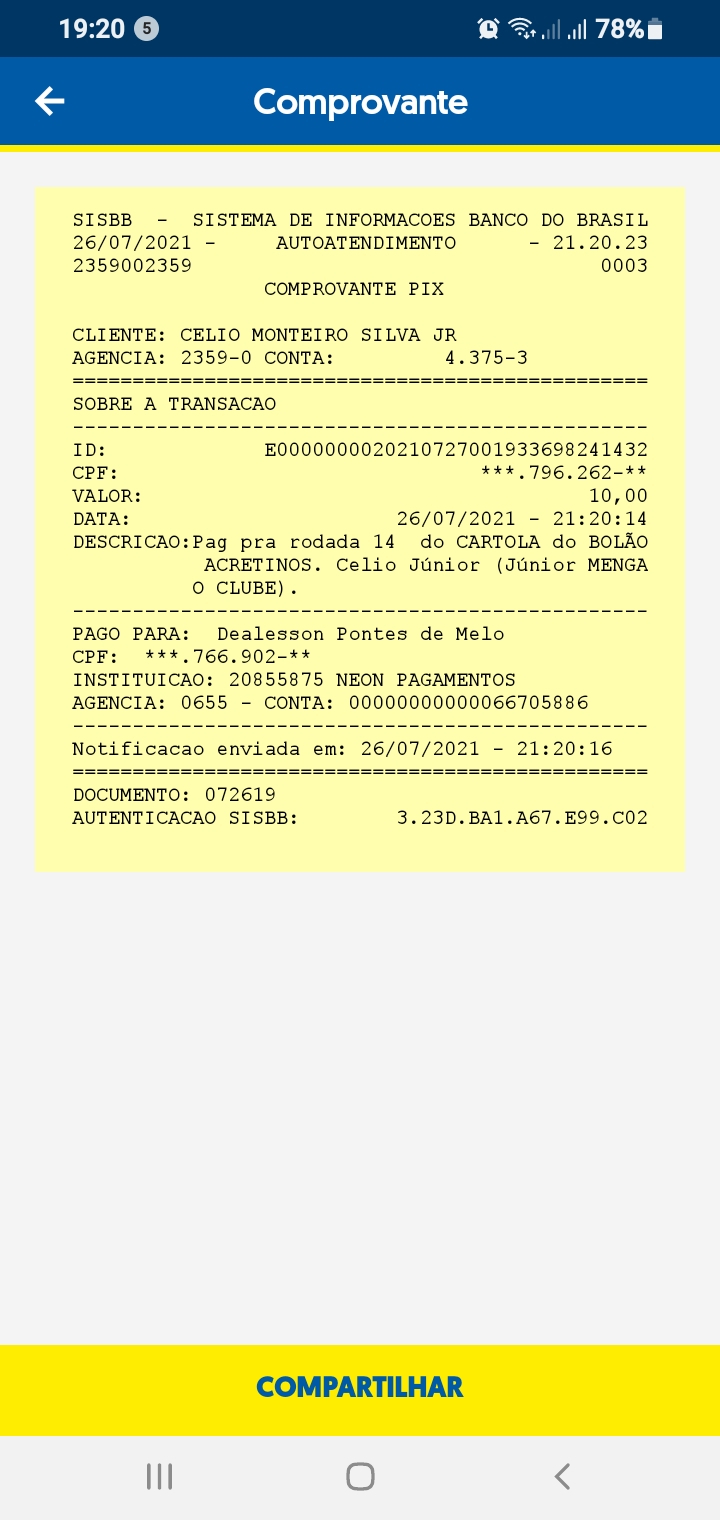 19:20 5 78%
Comprovante
SISBB - SISTEMA DE INFORMACOES BANCO DO BRASIL
26/07/2021 - AUTOATENDIMENTO - 21.20.23
2359002359 0003
COMPROVANTE PIX
CLIENTE: CELIO MONTEIRO SILVA JR
AGENCIA: 2359-0 CONTA: 4.375-3
================================================
SOBRE A TRANSACAO
------------------------------------------------
ID: E0000000020210727001933698241432
CPF: ***.796.262-**
VALOR: 10,00
DATA: 26/07/2021 - 21:20:14
DESCRICAO:Pag pra rodada 14 do CARTOLA do BOLÃO
ACRETINOS. Celio Júnior (Júnior MENGA
O CLUBE).
------------------------------------------------
PAGO PARA: Dealesson Pontes de Melo
CPF: ***.766.902-**
INSTITUICAO: 20855875 NEON PAGAMENTOS
AGENCIA: 0655 - CONTA: 00000000000066705886
------------------------------------------------
Notificacao enviada em: 26/07/2021 - 21:20:16
================================================
DOCUMENTO: 072619
AUTENTICACAO SISBB: 3.23D.BA1.A67.E99.C02
COMPARTILHAR